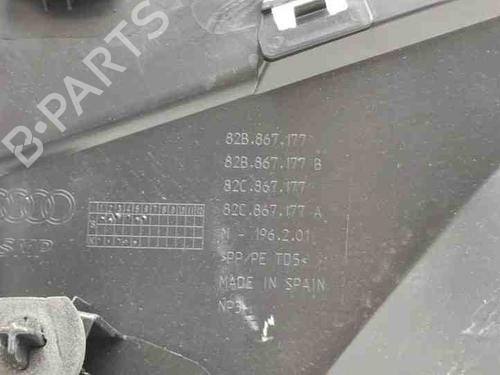 B-PARTS
82B.867.177
82B.867.177 B
82C.867.177
82C.867.177 A
N - 196.2.01
>PP/PE TD5<
MADE IN SPAIN